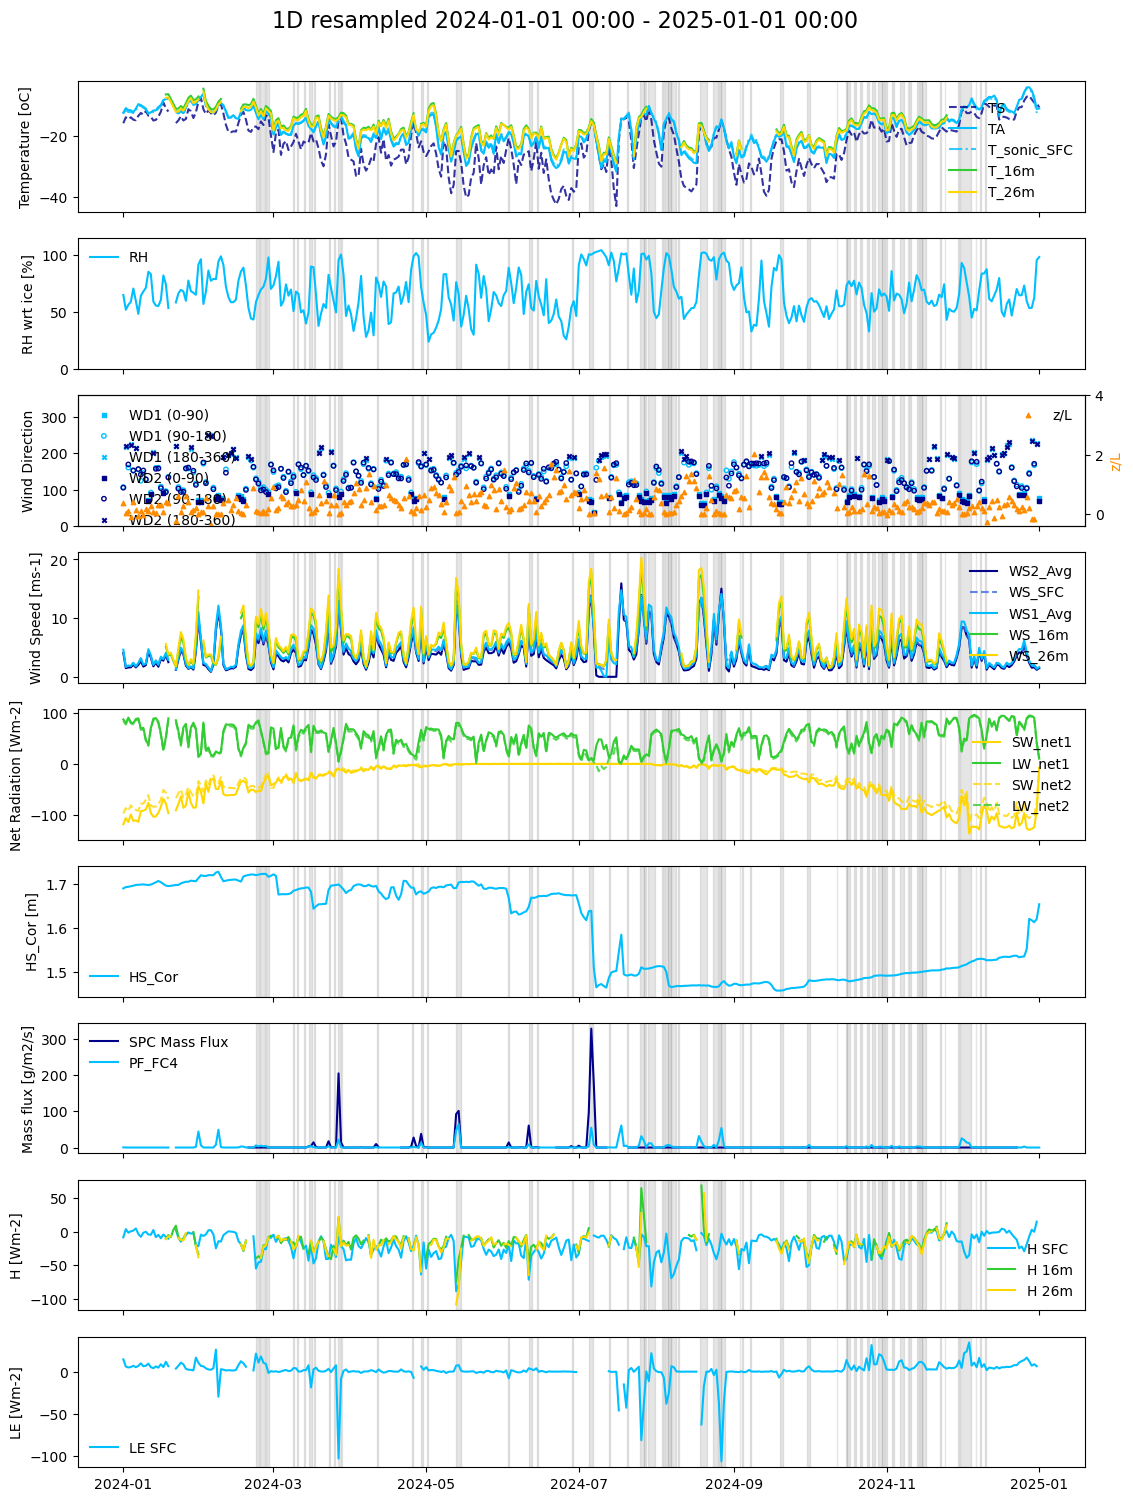 1D resampled 2024-01-01 00:00 - 2025-01-01 00:00
Temperature [oC]
−20
−40
TS
TA
T_sonic_SFC
T_16m
T_26m
RH wrt ice [%]
100
50
0
RH
Wind Direction
300
200
100
0
WD1 (0-90)
WD1 (90-180)
WD1 (180-360)
WD2 (0-90)
WD2 (90-180)
WD2 (180-360)
z/L
4
2
0
z/L
Wind Speed [ms-1]
20
10
0
WS2_Avg
WS_SFC
WS1_Avg
WS_16m
WS_26m
Net Radiation [Wm-2]
100
0
−100
SW_net1
LW_net1
SW_net2
LW_net2
HS_Cor [m]
1.7
1.6
1.5
HS_Cor
Mass flux [g/m2/s]
300
200
100
0
SPC Mass Flux
PF_FC4
H [Wm-2]
50
0
−50
−100
H SFC
H 16m
H 26m
LE [Wm-2]
0
−50
−100
LE SFC
2024-01
2024-03
2024-05
2024-07
2024-09
2024-11
2025-01